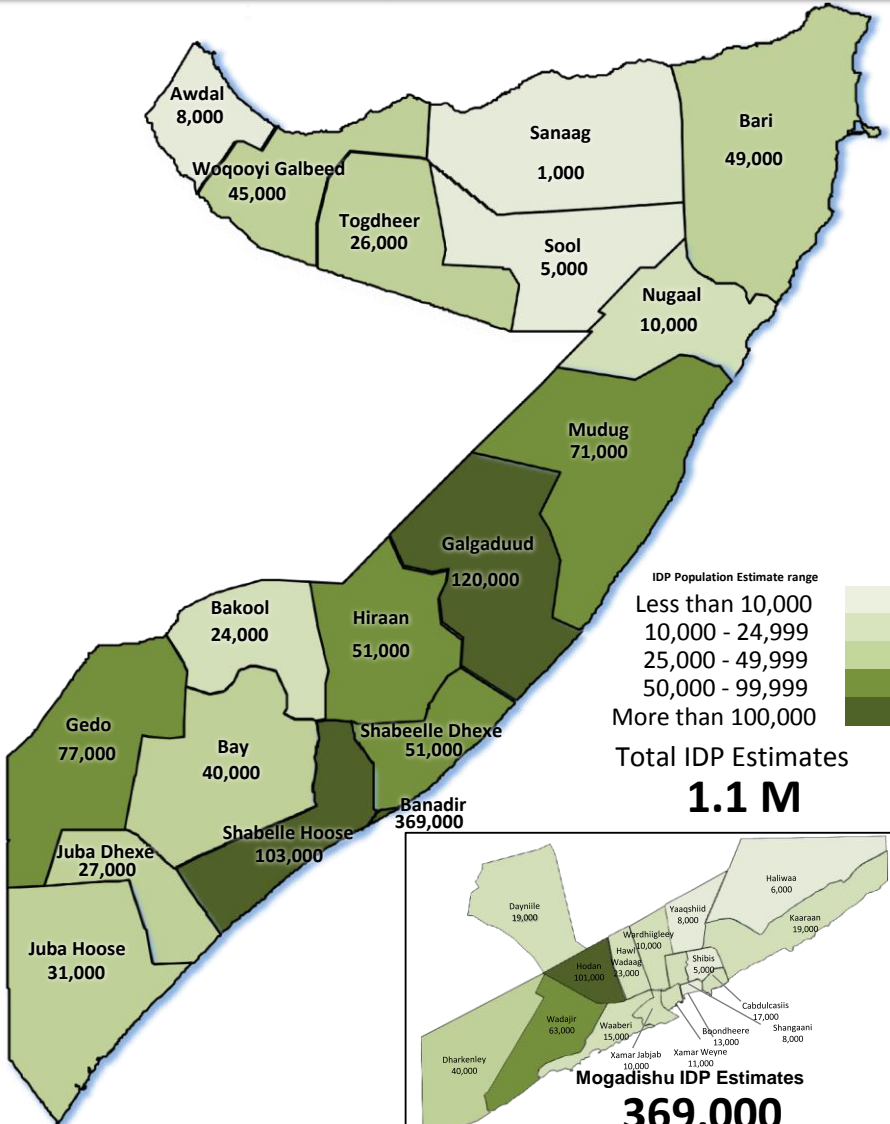 Awdal
8,000
Woqooyi Galbeed
45,000
Togdheer
26,000
Sanaag
1,000
Bari
49,000
Sool
5,000
Nugaal
10,000
Mudug
71,000
Galgaduud
120,000
Bakool
24,000
Hiraan
51,000
Gedo
77,000
Bay
40,000
Shabeelle Dhexe
51,000
Banadir
369,000
Shabelle Hoose
103,000
Juba Dhexe
27,000
Juba Hoose
31,000
IDP Population Estimate range
Less than 10,000
10,000 - 24,999
25,000 - 49,999
50,000 - 99,999
More than 100,000
Total IDP Estimates
1.1 M
Dayniile
19,000
Haliwaa
6,000
Yaaqshiid
8,000
Kaaraan
19,000
Wardhiigleey
10,000
Hawl
Wadaag
23,000
Hodan
101,000
Shibis
5,000
Wadajir
63,000
Waaberi
15,000
Cabdulcasiis
17,000
Shangaani
8,000
Boondheere
13,000
Xamar Weyne
11,000
Xamar Jabjab
10,000
Dharkenley
40,000
Mogadishu IDP Estimates
369,000